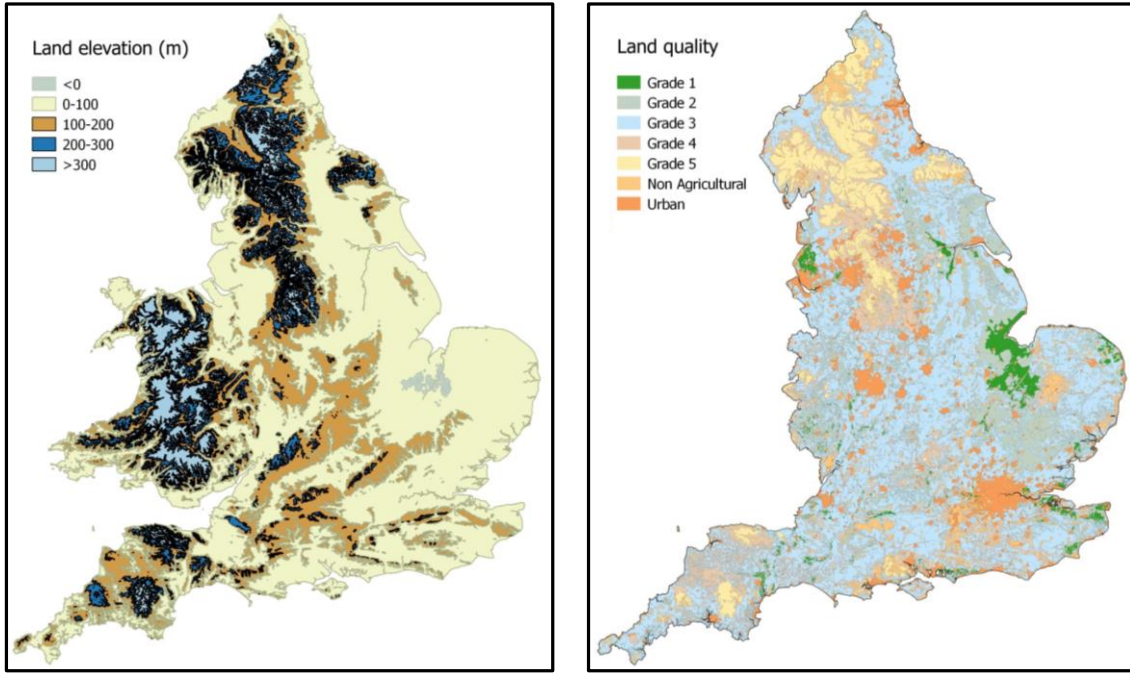 Land elevation (m)
<0
0-100
100-200
200-300
>300
Land quality
Grade 1
Grade 2
Grade 3
Grade 4
Grade 5
Non Agricultural
Urban